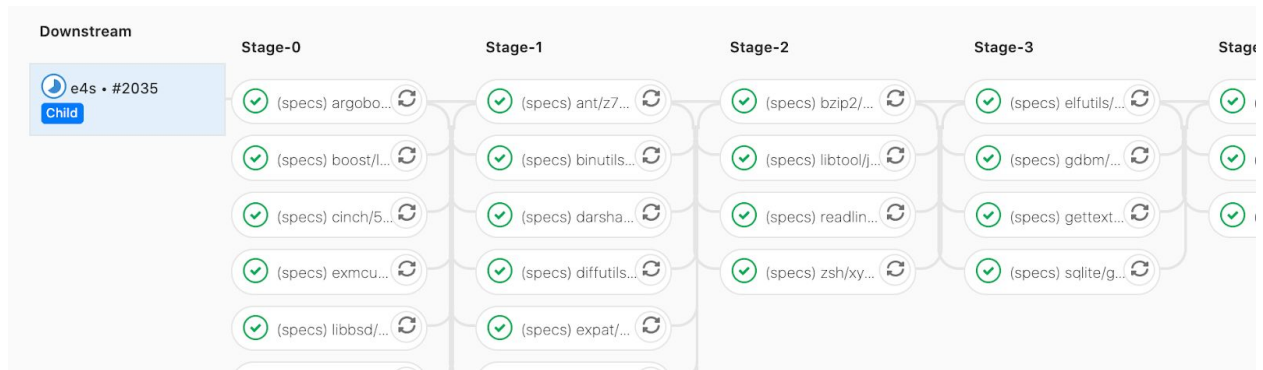 Downstream
e4s • #2035
Child
Stage-0
(specs) argobo...
(specs) boost/l...
(specs) cinch/5...
(specs) exmcu...
(specs) libbsd/...
Stage-1
(specs) ant/z7...
(specs) binutils...
(specs) darsha...
(specs) diffutils...
(specs) expat/...
Stage-2
(specs) bzip2/...
(specs) libtool/j...
(specs) readlin...
(specs) zsh/xy...
Stage-3
(specs) elfutils/...
(specs) gdbm/...
(specs) gettext...
(specs) sqlite/g...
Stage